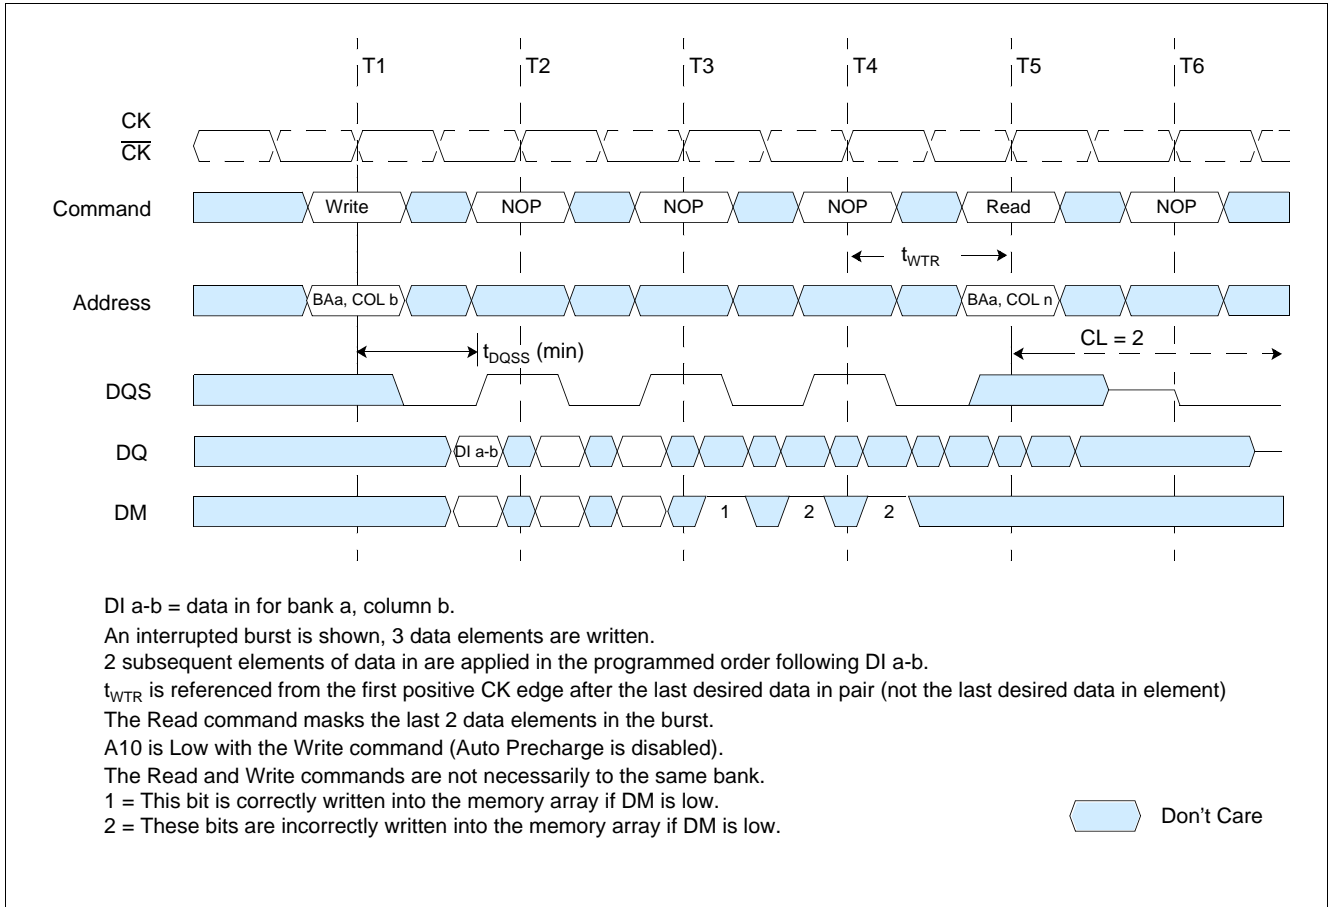 T1 T2 T3 T4 T5 T6
CK
CK
Command Write NOP NOP NOP Read NOP
tWTR
Address BAa, COL b BAa, COL n
tDQSS (min) CL = 2
DQS
DQ DI a-b
DM 1 2 2
DI a-b = data in for bank a, column b.
An interrupted burst is shown, 3 data elements are written.
2 subsequent elements of data in are applied in the programmed order following DI a-b.
tWTR is referenced from the first positive CK edge after the last desired data in pair (not the last desired data in element)
The Read command masks the last 2 data elements in the burst.
A10 is Low with the Write command (Auto Precharge is disabled).
The Read and Write commands are not necessarily to the same bank.
1 = This bit is correctly written into the memory array if DM is low.
2 = These bits are incorrectly written into the memory array if DM is low.
Don't Care